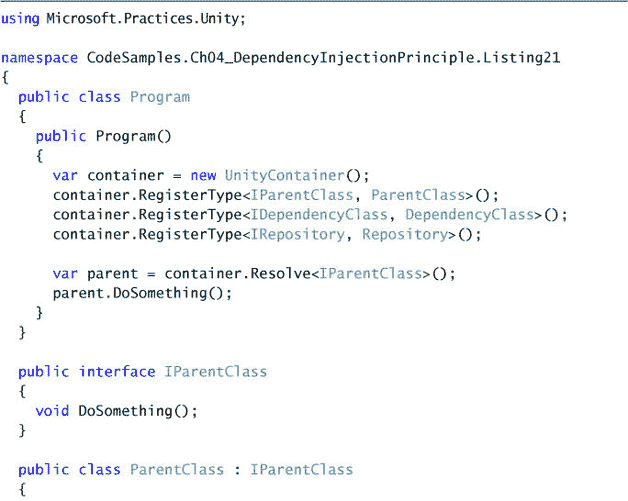 using Microsoft.Practices.Unity;
namespace CodeSamples.Ch04_DependencyInjectionPrinciple.Listing21
{
public class Program
{
public Program()
{
var container = new UnityContainer();
container.RegisterType<IParentClass, ParentClass>();
container.RegisterType<IDependencyClass, DependencyClass>();
container.RegisterType<IRepository, Repository>();
var parent = container.Resolve<IParentClass>();
parent.DoSomething();
}
}
public interface IParentClass
{
void DoSomething();
}
public class ParentClass : IParentClass
{